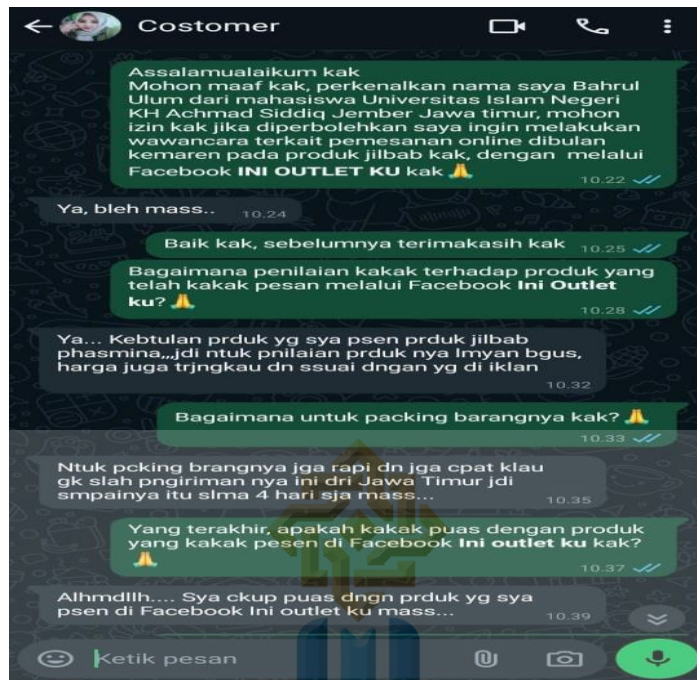 Costomer
Assalamualaikum kak
Mohon maaf kak, perkenalkan nama saya Bahrul
Ulum dari mahasiswa Universitas Islam Negeri
KH Achmad Siddiq Jember Jawa timur, mohon
izin kak jika diperbolehkan saya ingin melakukan
wawancara terkait pemesanan online dibulan
kemaren pada produk jilbab kak, dengan melalui
Facebook INI OUTLET KU kak 🙏
10.22
Ya, bleh mass..
10.24
Baik kak, sebelumnya terimakasih kak
10.25
Bagaimana penilaian kakak terhadap produk yang
telah kakak pesan melalui Facebook Ini Outlet
ku? 🙏
10.28
Ya... Kebtulan prduk yg sya psen prduk jilbab
phasmina,,,jdi ntuk pnilaian prduk nya lmyan bgus,
harga juga trjngkau dn ssuai dngan yg di iklan
10.32
Bagaimana untuk packing barangnya kak? 🙏
10.33
Ntuk pcking brangnya jga rapi dn jga cpat klau
gk slah pngiriman nya ini dri Jawa Timur jdi
smpainya itu slma 4 hari sja mass...
10.35
Yang terakhir, apakah kakak puas dengan produk
yang kakak pesen di Facebook Ini outlet ku kak?
🙏
10.37
Alhmdllh.... Sya ckup puas dngn prduk yg sya
psen di Facebook Ini outlet ku mass...
10.39
Ketik pesan